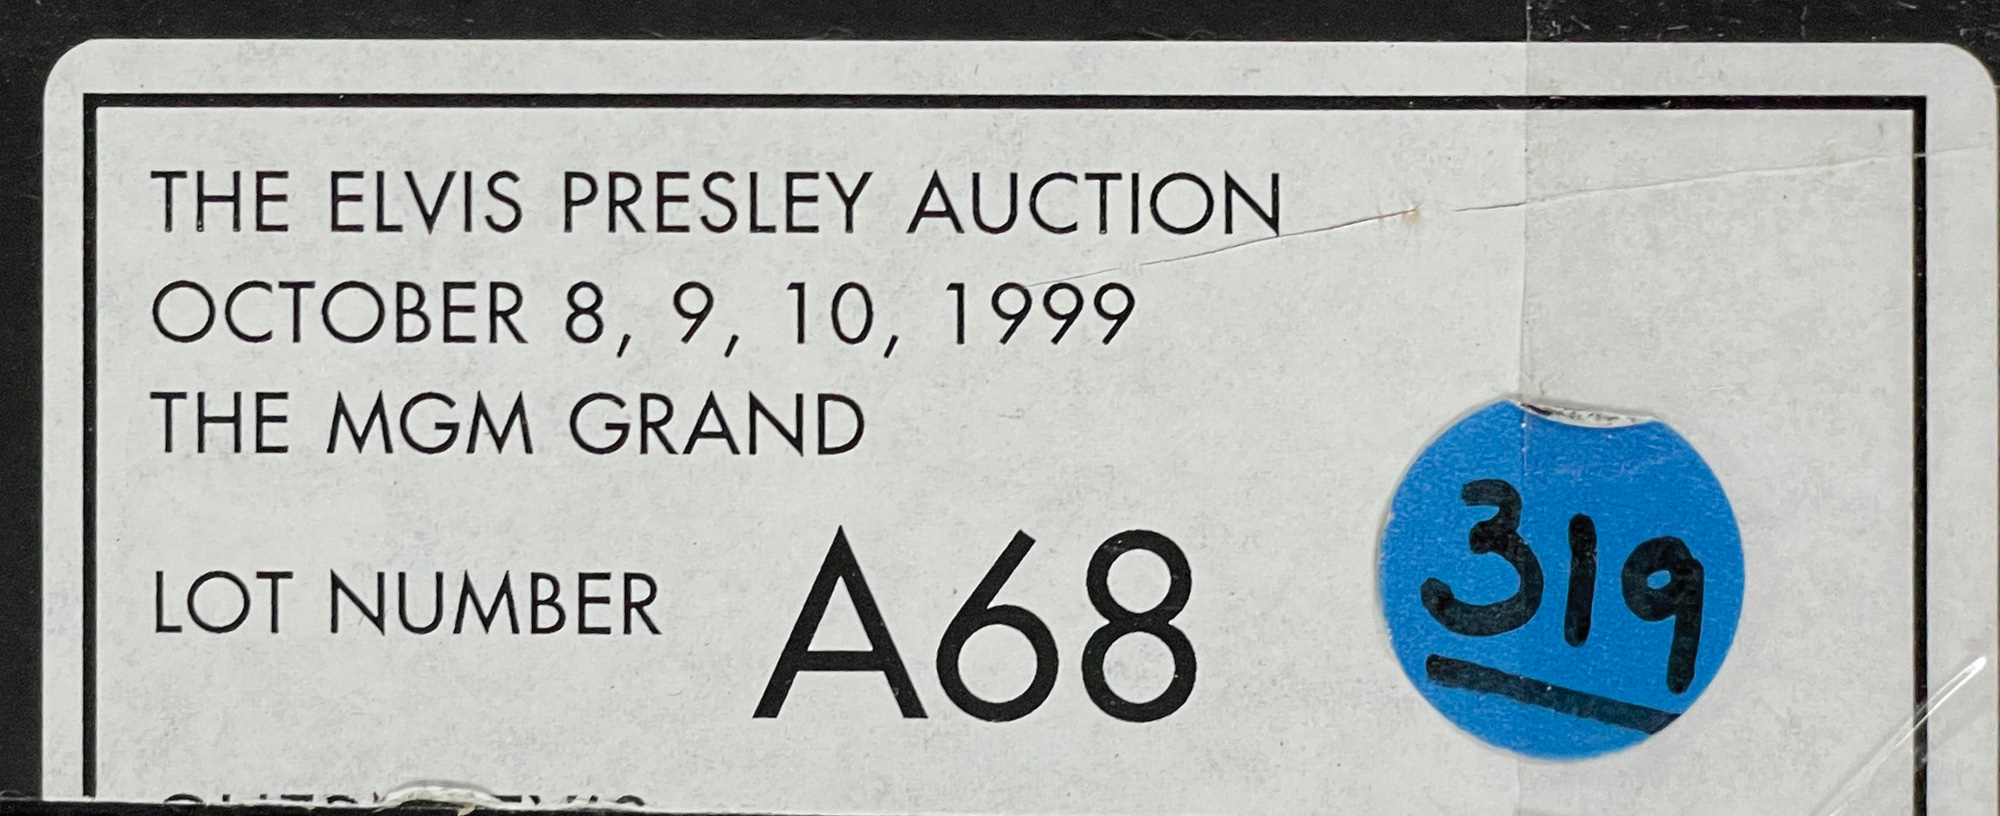 THE ELVIS PRESLEY AUCTION
OCTOBER 8, 9, 10, 1999
THE MGM GRAND
LOT NUMBER A68
319